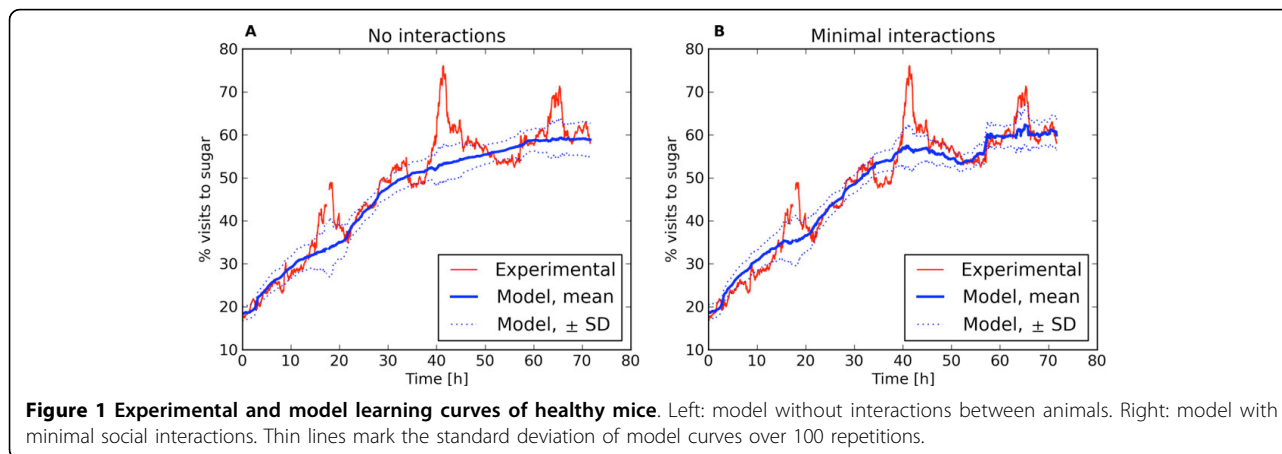 A
No interactions
% visits to sugar
80
70
60
50
40
30
20
10
Experimental
Model, mean
Model, ± SD
0 10 20 30 40 50 60 70 80
Time [h]
B
Minimal interactions
% visits to sugar
80
70
60
50
40
30
20
10
Experimental
Model, mean
Model, ± SD
0 10 20 30 40 50 60 70 80
Time [h]
Figure 1 Experimental and model learning curves of healthy mice. Left: model without interactions between animals. Right: model with
minimal social interactions. Thin lines mark the standard deviation of model curves over 100 repetitions.